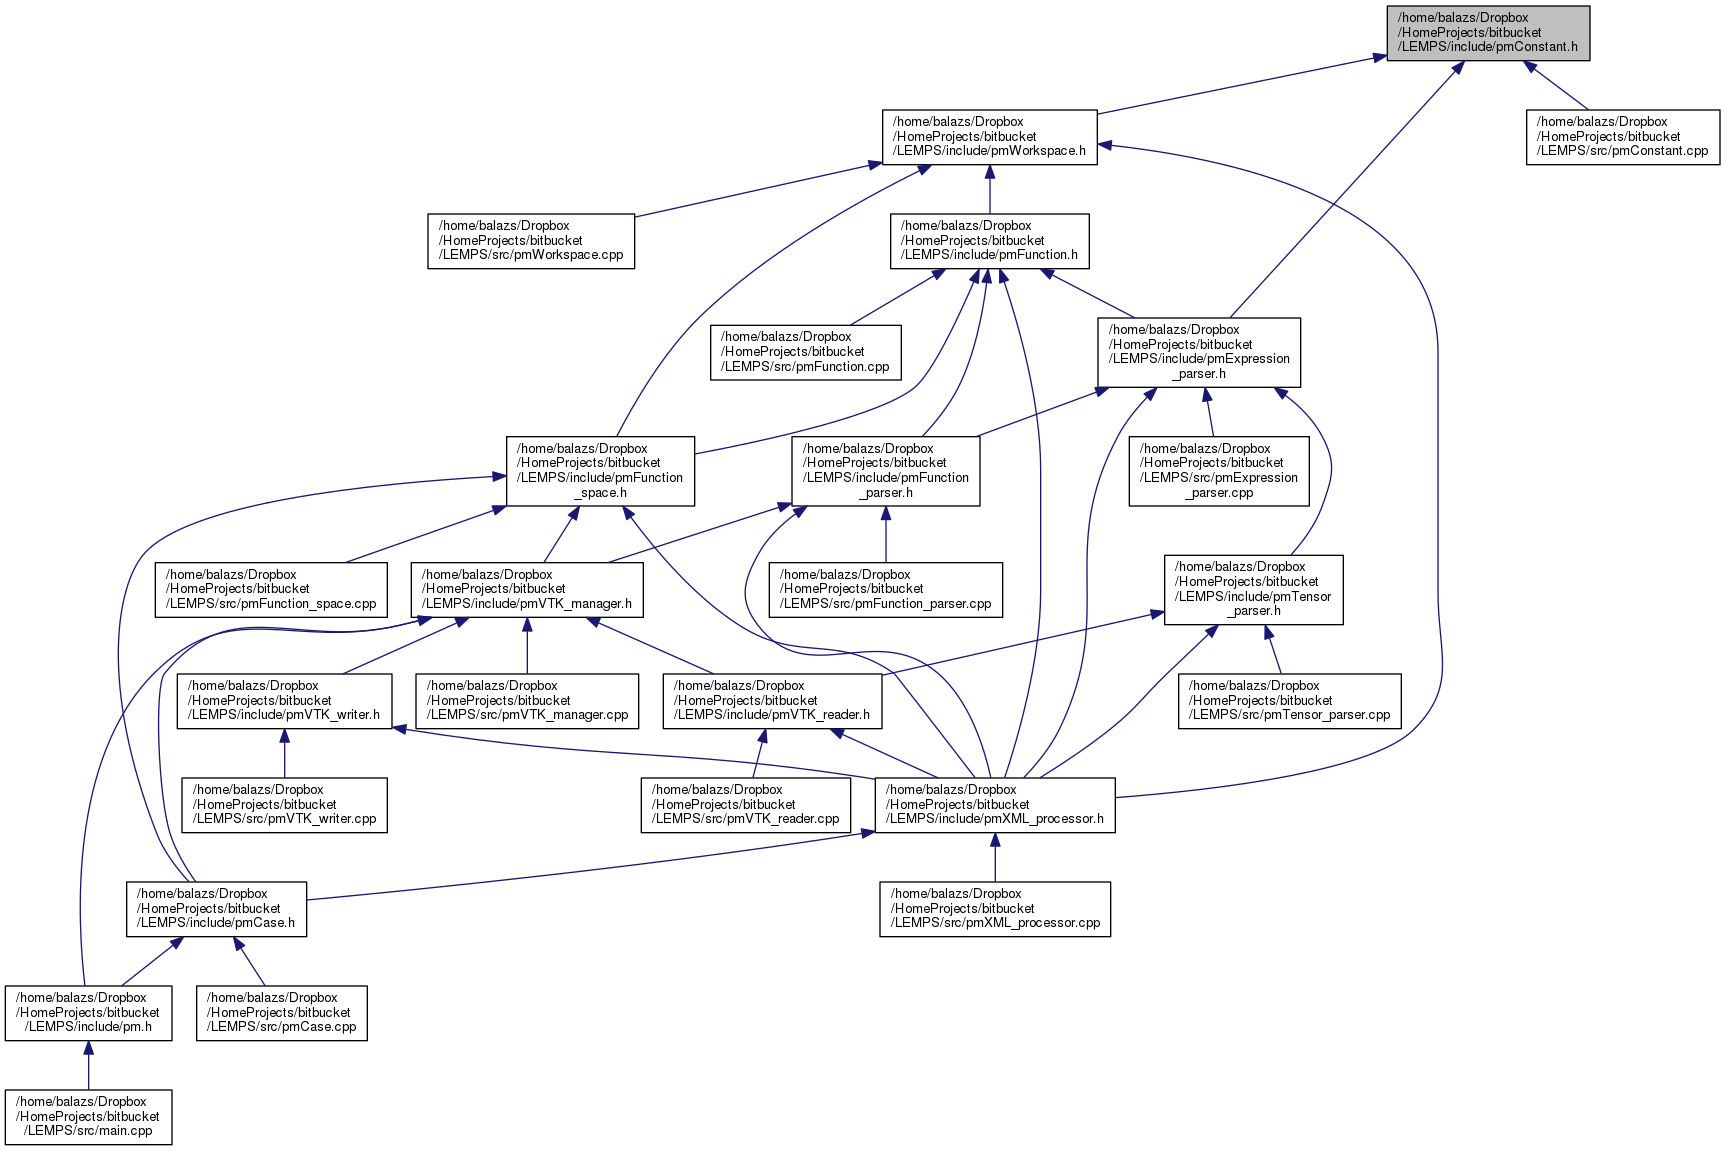 /home/balazs/Dropbox
/HomeProjects/bitbucket
/LEMPS/include/pmConstant.h
/home/balazs/Dropbox
/HomeProjects/bitbucket
/LEMPS/include/pmWorkspace.h
/home/balazs/Dropbox
/HomeProjects/bitbucket
/LEMPS/src/pmConstant.cpp
/home/balazs/Dropbox
/HomeProjects/bitbucket
/LEMPS/src/pmWorkspace.cpp
/home/balazs/Dropbox
/HomeProjects/bitbucket
/LEMPS/include/pmFunction.h
/home/balazs/Dropbox
/HomeProjects/bitbucket
/LEMPS/src/pmFunction.cpp
/home/balazs/Dropbox
/HomeProjects/bitbucket
/LEMPS/include/pmExpression
_parser.h
/home/balazs/Dropbox
/HomeProjects/bitbucket
/LEMPS/include/pmFunction
_space.h
/home/balazs/Dropbox
/HomeProjects/bitbucket
/LEMPS/include/pmFunction
_parser.h
/home/balazs/Dropbox
/HomeProjects/bitbucket
/LEMPS/src/pmExpression
_parser.cpp
/home/balazs/Dropbox
/HomeProjects/bitbucket
/LEMPS/src/pmFunction_space.cpp
/home/balazs/Dropbox
/HomeProjects/bitbucket
/LEMPS/include/pmVTK_manager.h
/home/balazs/Dropbox
/HomeProjects/bitbucket
/LEMPS/src/pmFunction_parser.cpp
/home/balazs/Dropbox
/HomeProjects/bitbucket
/LEMPS/include/pmTensor
_parser.h
/home/balazs/Dropbox
/HomeProjects/bitbucket
/LEMPS/include/pmVTK_writer.h
/home/balazs/Dropbox
/HomeProjects/bitbucket
/LEMPS/src/pmVTK_manager.cpp
/home/balazs/Dropbox
/HomeProjects/bitbucket
/LEMPS/include/pmVTK_reader.h
/home/balazs/Dropbox
/HomeProjects/bitbucket
/LEMPS/src/pmTensor_parser.cpp
/home/balazs/Dropbox
/HomeProjects/bitbucket
/LEMPS/src/pmVTK_writer.cpp
/home/balazs/Dropbox
/HomeProjects/bitbucket
/LEMPS/src/pmVTK_reader.cpp
/home/balazs/Dropbox
/HomeProjects/bitbucket
/LEMPS/include/pmXML_processor.h
/home/balazs/Dropbox
/HomeProjects/bitbucket
/LEMPS/include/pmCase.h
/home/balazs/Dropbox
/HomeProjects/bitbucket
/LEMPS/src/pmXML_processor.cpp
/home/balazs/Dropbox
/HomeProjects/bitbucket
/LEMPS/include/pm.h
/home/balazs/Dropbox
/HomeProjects/bitbucket
/LEMPS/src/pmCase.cpp
/home/balazs/Dropbox
/HomeProjects/bitbucket
/LEMPS/src/main.cpp